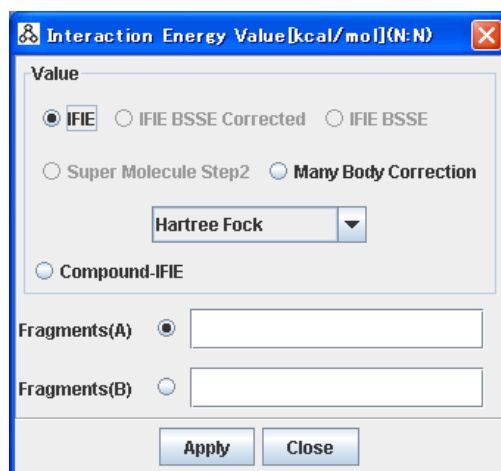 Interaction Energy Value[kcal/mol](N:N)
Value
IFIE IFIE BSSE Corrected IFIE BSSE
Super Molecule Step2 Many Body Correction
Hartree Fock
Compound-IFIE
Fragments(A)
Fragments(B)
Apply Close